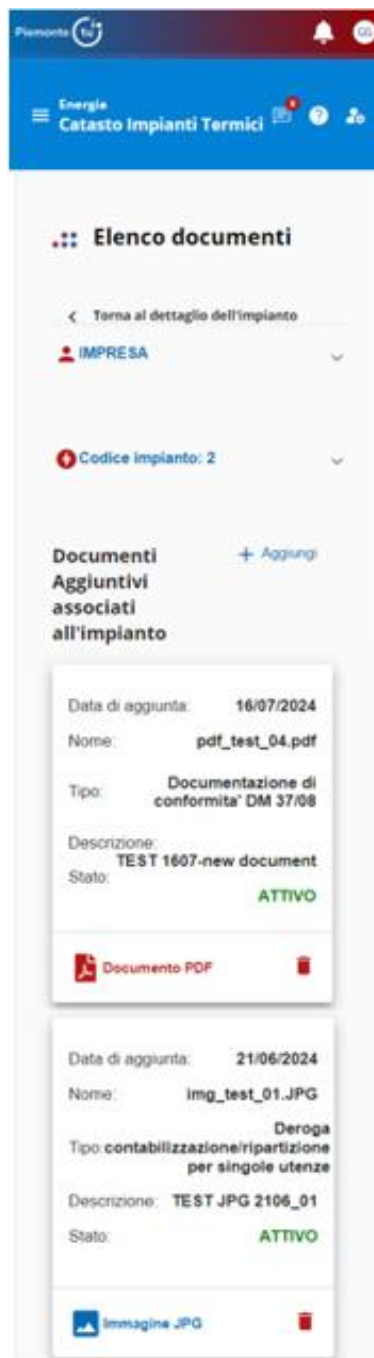 Piemonte tu
GG
Energia
Catasto Impianti Termici
Elenco documenti
Torna al dettaglio dell'impianto
IMPRESA
Codice impianto: 2
Documenti Aggiuntivi associati all'impianto
+ Aggiungi
Data di aggiunta: 16/07/2024
Nome: pdf_test_04.pdf
Tipo: Documentazione di conformita' DM 37/08
Descrizione: TEST 1607-new document
Stato: ATTIVO
Documento PDF
Data di aggiunta: 21/06/2024
Nome: img_test_01.JPG
Tipo: Deroga contabilizzazione/ripartizione per singole utenze
Descrizione: TEST JPG 2106_01
Stato: ATTIVO
Immagine JPG